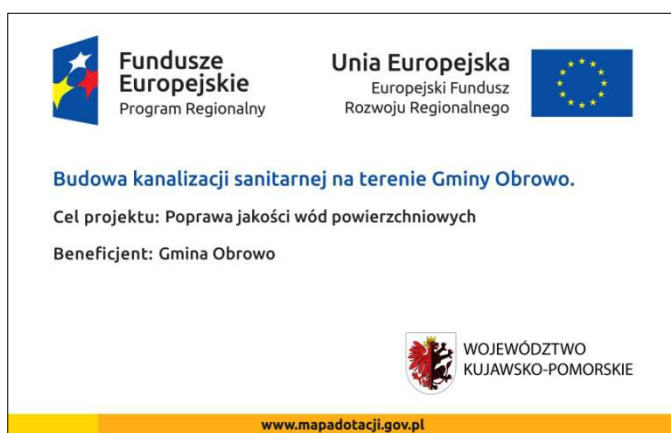 Fundusze
Europejskie
Program Regionalny
Unia Europejska
Europejski Fundusz
Rozwoju Regionalnego
Budowa kanalizacji sanitarnej na terenie Gminy Obrowo.
Cel projektu: Poprawa jakości wód powierzchniowych
Beneficjent: Gmina Obrowo
WOJEWÓDZTWO
KUJAWSKO-POMORSKIE
www.mapadotacji.gov.pl